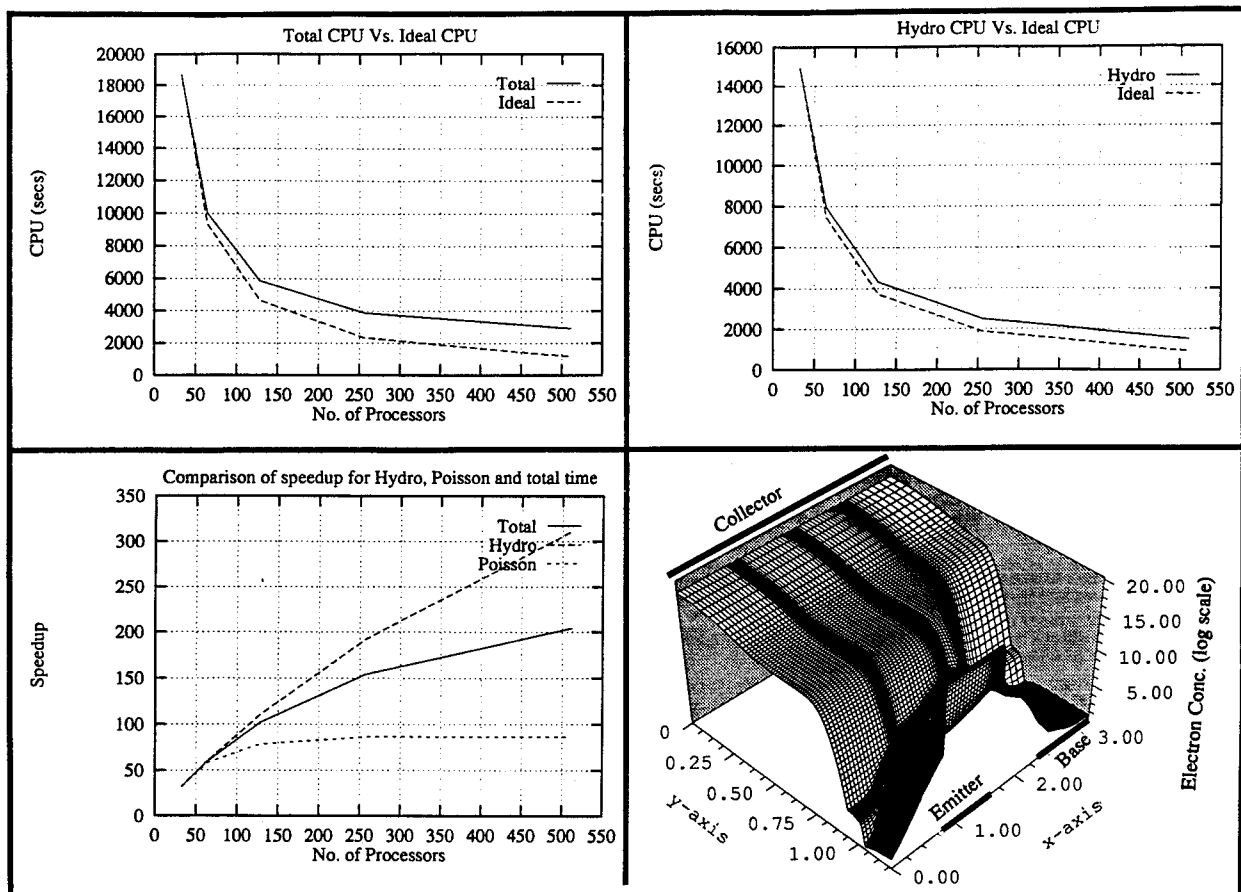 Total CPU Vs. Ideal CPU
20000
18000
16000
14000
12000
10000
8000
6000
4000
2000
0
CPU (secs)
Total
Ideal
0 50 100 150 200 250 300 350 400 450 500 550
No. of Processors
Hydro CPU Vs. Ideal CPU
16000
14000
12000
10000
8000
6000
4000
2000
0
CPU (secs)
Hydro
Ideal
0 50 100 150 200 250 300 350 400 450 500 550
No. of Processors
Comparison of speedup for Hydro, Poisson and total time
350
300
250
200
150
100
50
0
Speedup
Total
Hydro
Poisson
0 50 100 150 200 250 300 350 400 450 500 550
No. of Processors
Collector
20.00
15.00
10.00
5.00
Electron Conc. (log scale)
0
0.25
0.50
0.75
1.00
y-axis
Emitter
Base
0.00
1.00
2.00
3.00
x-axis